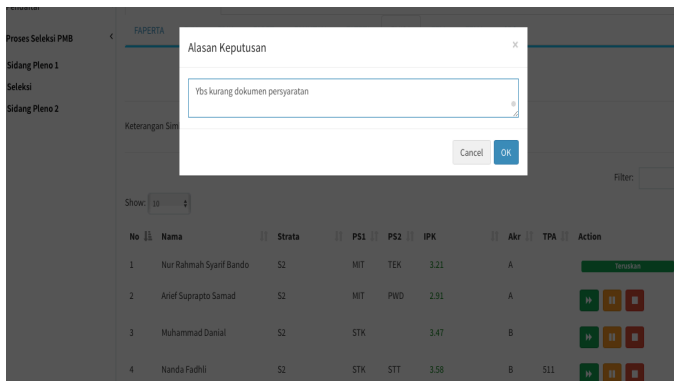 Pendaftar
Proses Seleksi PMB
Sidang Pleno 1
Seleksi
Sidang Pleno 2
FAPERTA
Alasan Keputusan
x
Ybs kurang dokumen persyaratan
Cancel OK
Keterangan Sim
Filter:
Show: 10
No Nama Strata PS1 PS2 IPK Akr TPA Action
1 Nur Rahmah Syarif Bando S2 MIT TEK 3.21 A Teruskan
2 Arief Suprapto Samad S2 MIT PWD 2.91 A
3 Muhammad Danial S2 STK 3.47 B
4 Nanda Fadhli S2 STK STT 3.58 B 511